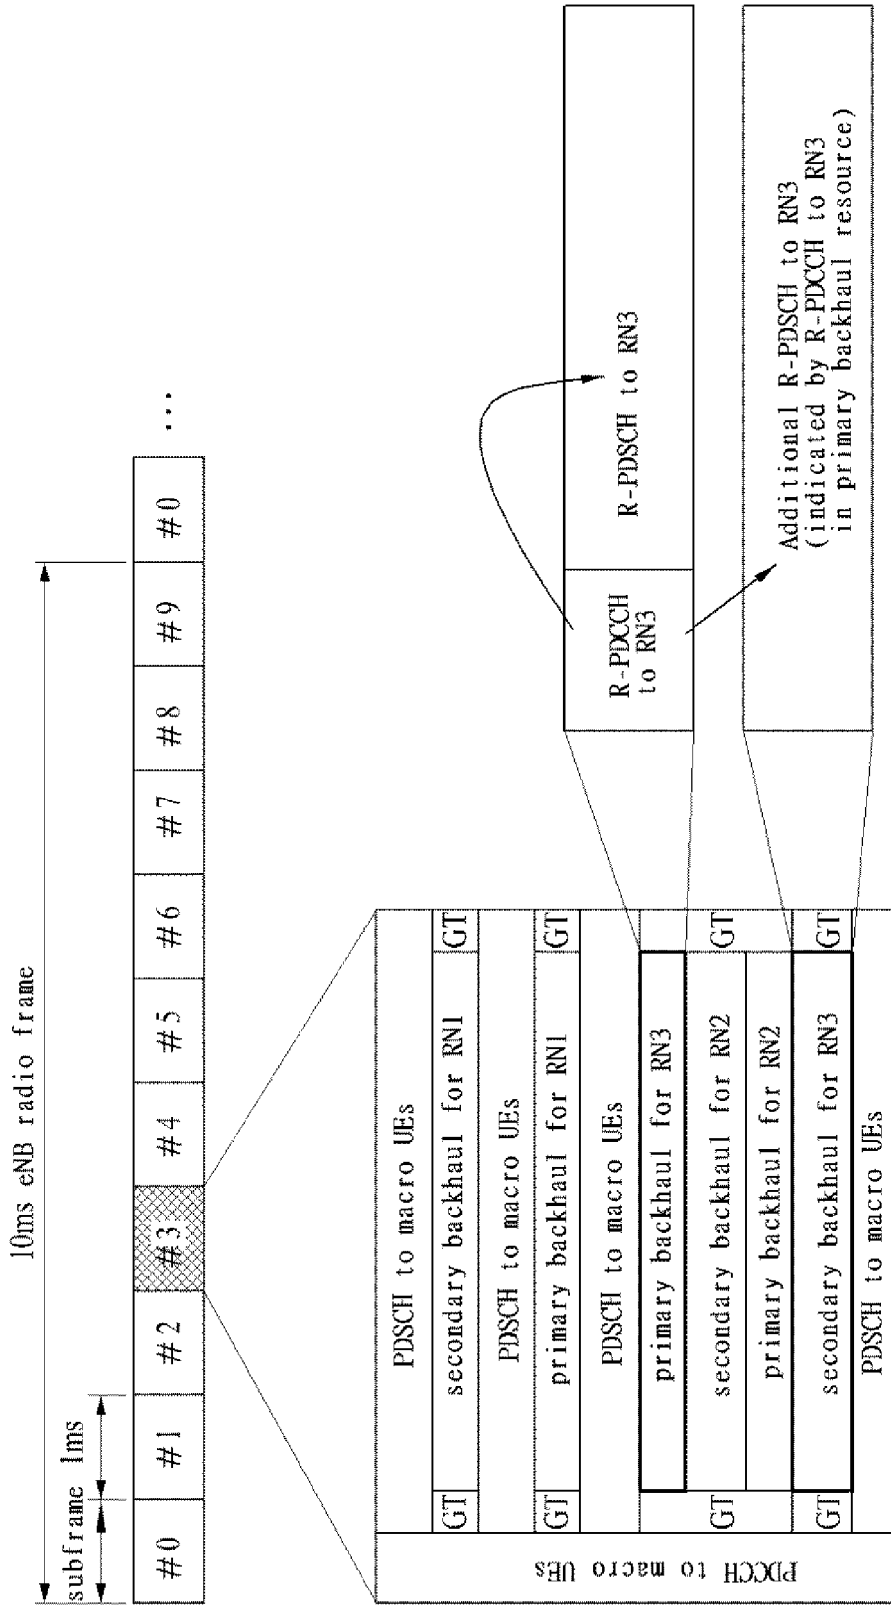 10ms eNB radio frame
subframe
1ms
#0
#1
#2
#3
#4
#5
#6
#7
#8
#9
#0
...
PDCCH to macro UEs
PDSCH to macro UEs
GT
secondary backhaul for RN1
GT
PDSCH to macro UEs
GT
primary backhaul for RN1
GT
PDSCH to macro UEs
primary backhaul for RN3
GT
secondary backhaul for RN2
GT
primary backhaul for RN2
GT
secondary backhaul for RN3
GT
PDSCH to macro UEs
R-PDCCH
to RN3
R-PDSCH to RN3
Additional R-PDSCH to RN3
(indicated by R-PDCCH to RN3
in primary backhaul resource)